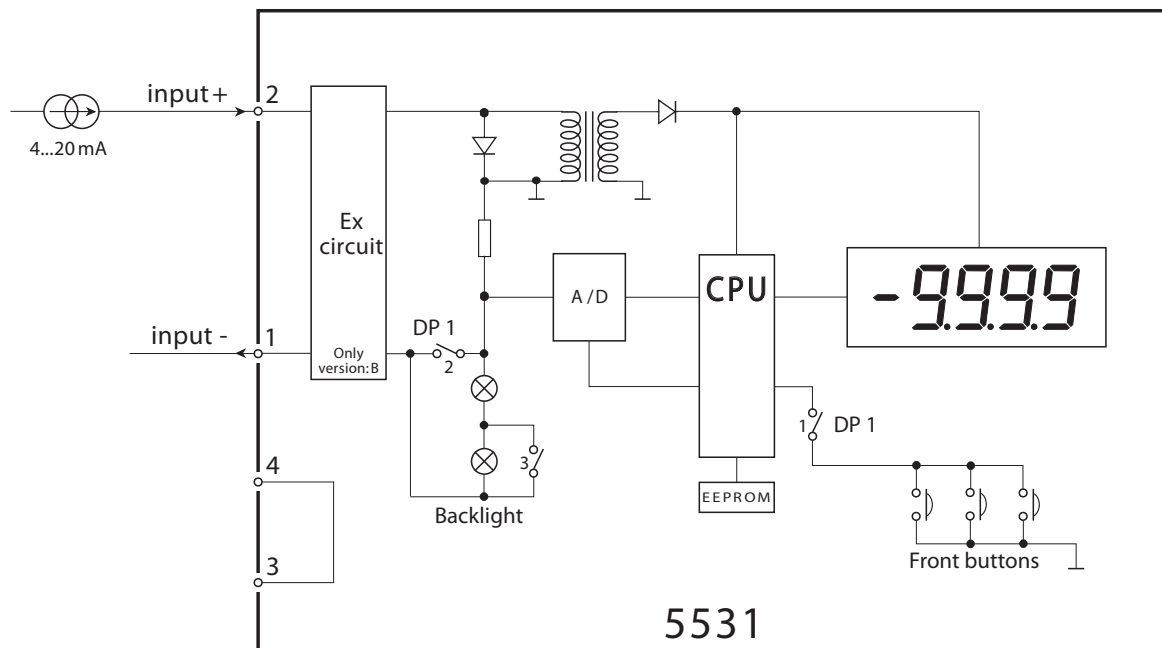 input+
2
4...20 mA
Ex
circuit
Only
version: B
input -
1
DP 1
2
3
Backlight
4
3
A/D
CPU
-9.9.9.9
EEPROM
1
DP 1
Front buttons
5531